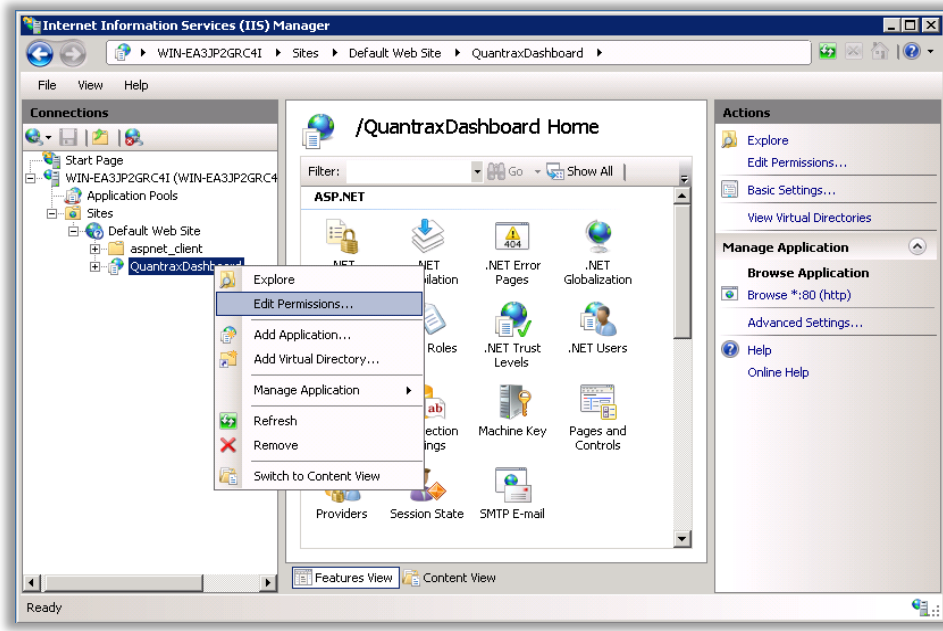 Internet Information Services (IIS) Manager
WIN-EA3JP2GRC4I Sites Default Web Site QuantraxDashboard
File View Help
Connections
Start Page
WIN-EA3JP2GRC4I (WIN-EA3JP2GRC4
Application Pools
Sites
Default Web Site
aspnet_client
QuantraxDashboard
Explore
Edit Permissions...
Add Application...
Add Virtual Directory...
Manage Application
Refresh
Remove
Switch to Content View
/QuantraxDashboard Home
Filter: Go Show All
ASP.NET
.NET Error Pages
404
.NET
Globalization
Roles
.NET Trust
Levels
.NET Users
ab
Machine Key
Pages and
Controls
Providers
Session State
SMTP E-mail
Features View
Content View
Actions
Explore
Edit Permissions...
Basic Settings...
View Virtual Directories
Manage Application
Browse Application
Browse *:80 (http)
Advanced Settings...
Help
Online Help
Ready